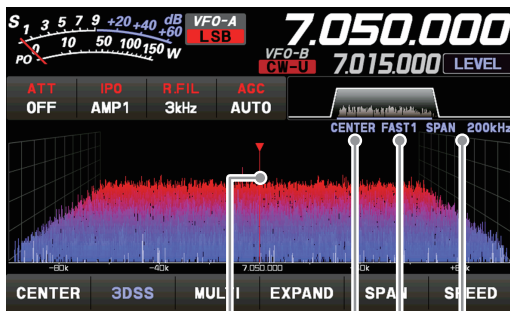 S 1 3 5 7 9 +20 +40 +60 dB
PO 0 10 50 100 150 W
VFO-A
LSB
7.050.000
VFO-B
CW-U
7.015.000
LEVEL
ATT IPO R.FIL AGC
OFF AMP1 3kHz AUTO
CENTER FAST1 SPAN 200kHz
-80k -40k 7.050.000
CENTER 3DSS MULTI EXPAND SPAN SPEED